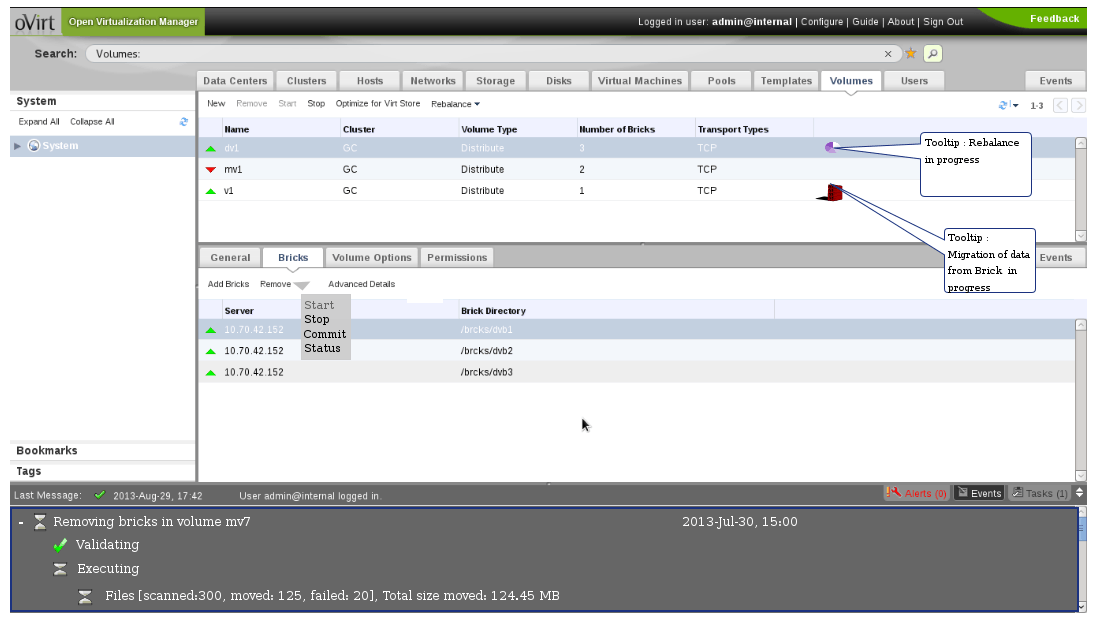 oVirt Open Virtualization Manager
Logged in user: admin@internal | Configure | Guide | About | Sign Out
Feedback
Search: Volumes:
Data Centers Clusters Hosts Networks Storage Disks Virtual Machines Pools Templates Volumes Users Events
System
Expand All Collapse All
System
New Remove Start Stop Optimize for Virt Store Rebalance
1-3
Name Cluster Volume Type Number of Bricks Transport Types
dv1 GC Distribute 3 TCP
mv1 GC Distribute 2 TCP
v1 GC Distribute 1 TCP
Tooltip : Rebalance
in progress
Tooltip :
Migration of data
from Brick in
progress
General Bricks Volume Options Permissions Events
Add Bricks Remove Advanced Details
Start
Stop
Commit
Status
Server Brick Directory
10.70.42.152 /brcks/dvb1
10.70.42.152 /brcks/dvb2
10.70.42.152 /brcks/dvb3
Bookmarks
Tags
Last Message: 2013-Aug-29, 17:42 User admin@internal logged in.
Alerts (0) Events Tasks (1)
- Removing bricks in volume mv7 2013-Jul-30, 15:00
Validating
Executing
Files [scanned:300, moved: 125, failed: 20], Total size moved: 124.45 MB